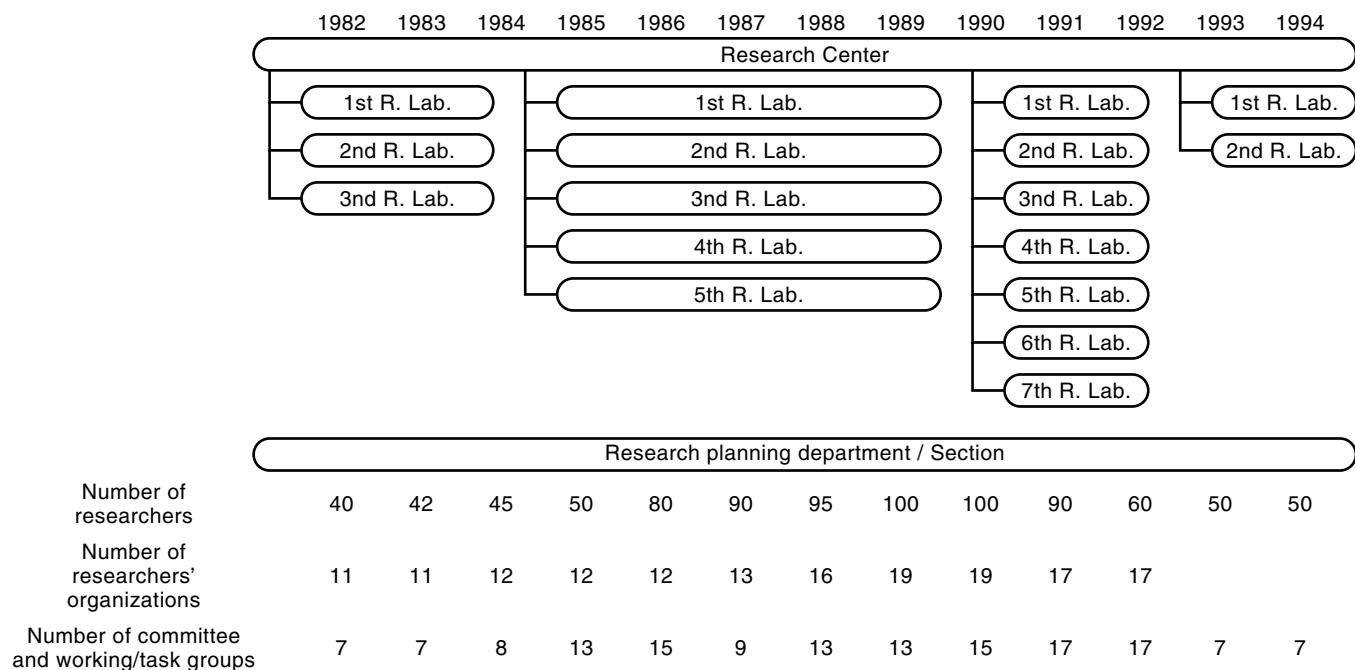 1982 1983 1984 1985 1986 1987 1988 1989 1990 1991 1992 1993 1994
Research Center
1st R. Lab. 1st R. Lab. 1st R. Lab. 1st R. Lab.
2nd R. Lab. 2nd R. Lab. 2nd R. Lab. 2nd R. Lab.
3nd R. Lab. 3nd R. Lab. 3nd R. Lab.
4th R. Lab. 4th R. Lab.
5th R. Lab. 5th R. Lab.
6th R. Lab.
7th R. Lab.
Research planning department / Section
Number of
researchers 40 42 45 50 80 90 95 100 100 90 60 50 50
Number of
researchers’ 11 11 12 12 12 13 16 19 19 17 17
organizations
Number of committee
and working/task groups 7 7 8 13 15 9 13 13 15 17 17 7 7